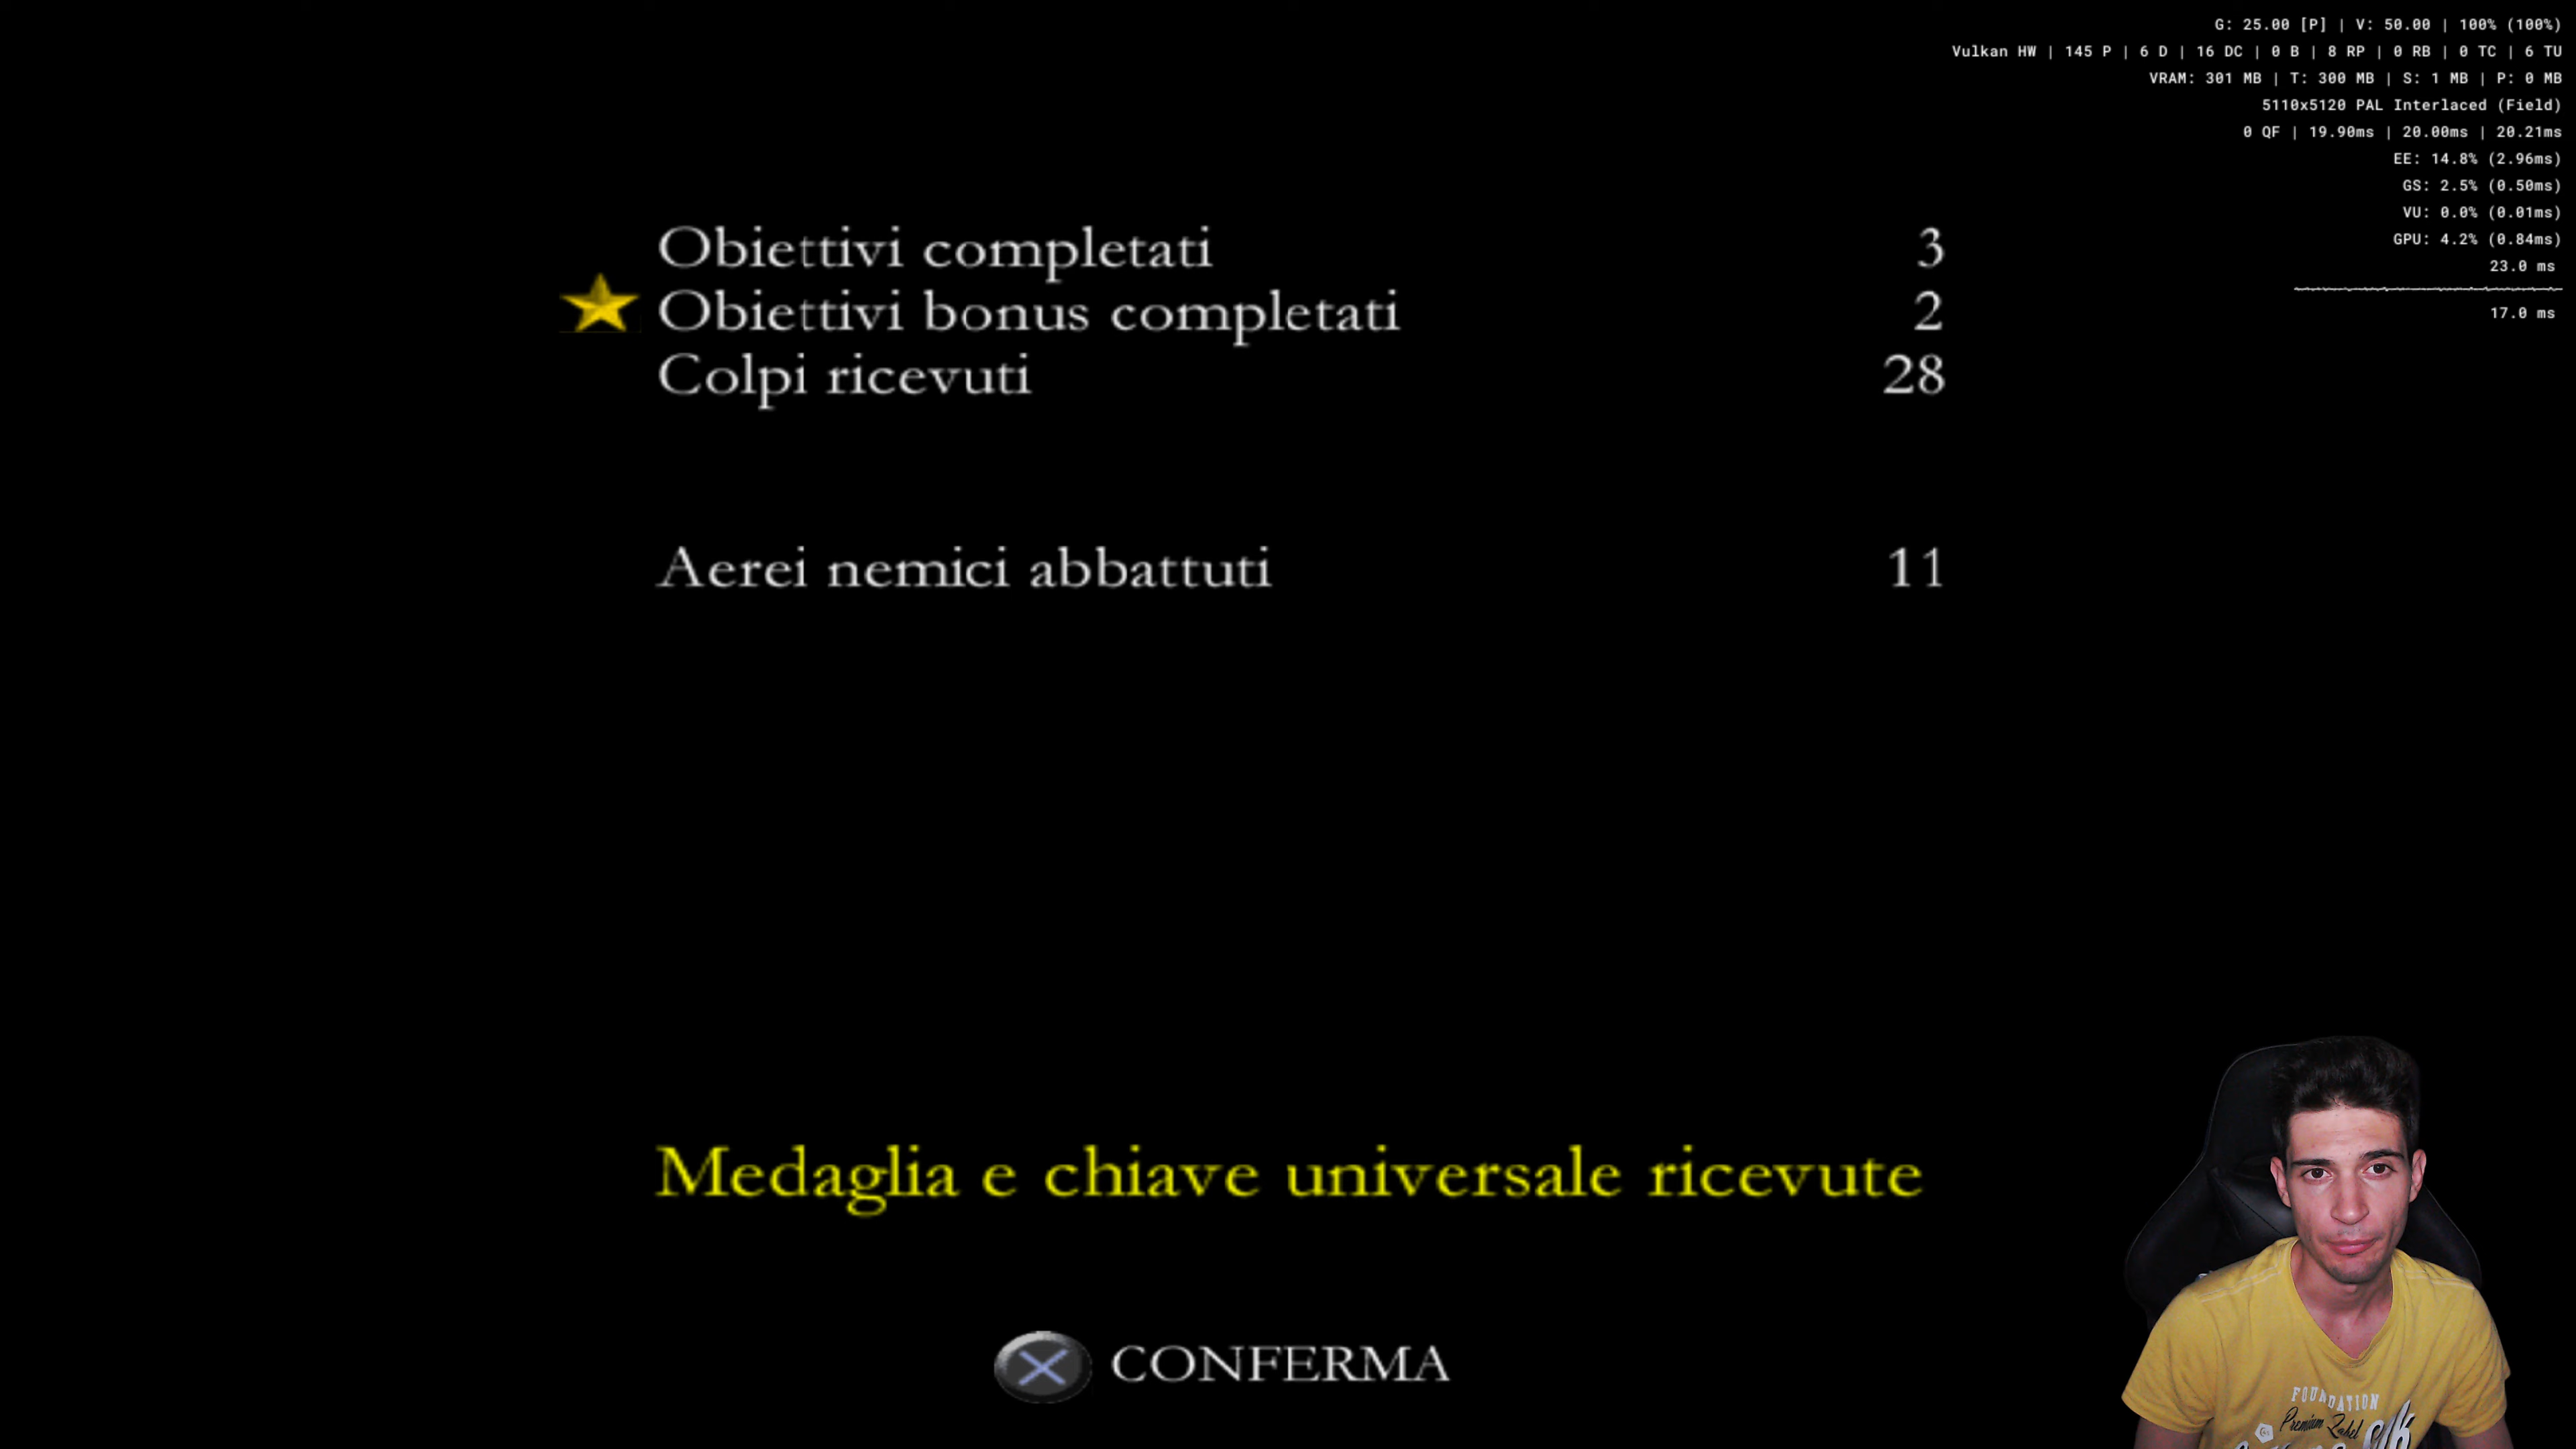 G: 25.00 [P] | V: 50.00 | 100% (100%)
Vulkan HW | 145 P | 6 D | 16 DC | 0 B | 8 RP | 0 RB | 0 TC | 6 TU
VRAM: 301 MB | T: 300 MB | S: 1 MB | P: 0 MB
5110x5120 PAL Interlaced (Field)
0 QF | 19.90ms | 20.00ms | 20.21ms
EE: 14.8% (2.96ms)
GS: 2.5% (0.50ms)
VU: 0.0% (0.01ms)
GPU: 4.2% (0.84ms)
23.0 ms
17.0 ms
Obiettivi completati 3
Obiettivi bonus completati 2
Colpi ricevuti 28
Aerei nemici abbattuti 11
Medaglia e chiave universale ricevute
CONFERMA
FOUNDATION
Premium Label